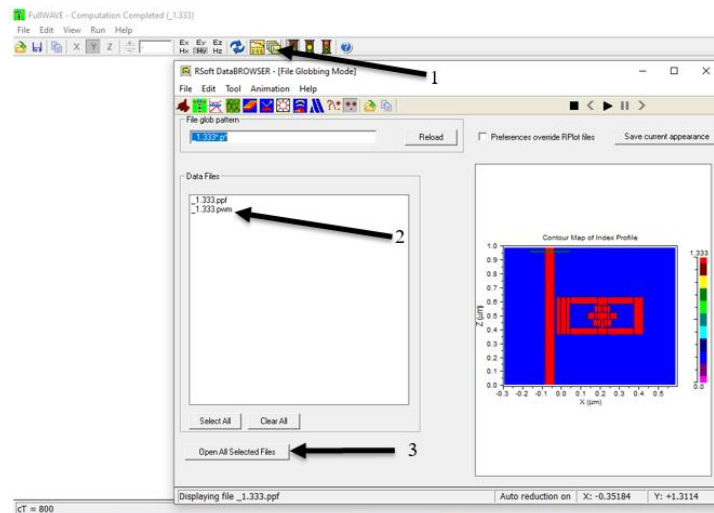 FullWAVE - Computation Completed (_1.333)
File Edit View Run Help
X Y Z
Ex Ey Ez
Hx Hy Hz
1
RSoft DataBROWSER - [File Globbing Mode]
File Edit Tool Animation Help
File glob pattern
_1.333*.p*
Reload
Preferences override RPlot files
Save current appearance
Data Files
_1.333.ppf
_1.333.pwm
2
Contour Map of Index Profile
1.333
0.0
Z (μm)
1.0
0.9
0.8
0.7
0.6
0.5
0.4
0.3
0.2
0.1
0.0
-0.3 -0.2 -0.1 0.0 0.1 0.2 0.3 0.4 0.5
X (μm)
Select All
Clear All
Open All Selected Files
3
Displaying file _1.333.ppf
Auto reduction on
X: -0.35184
Y: +1.3114
cT = 800